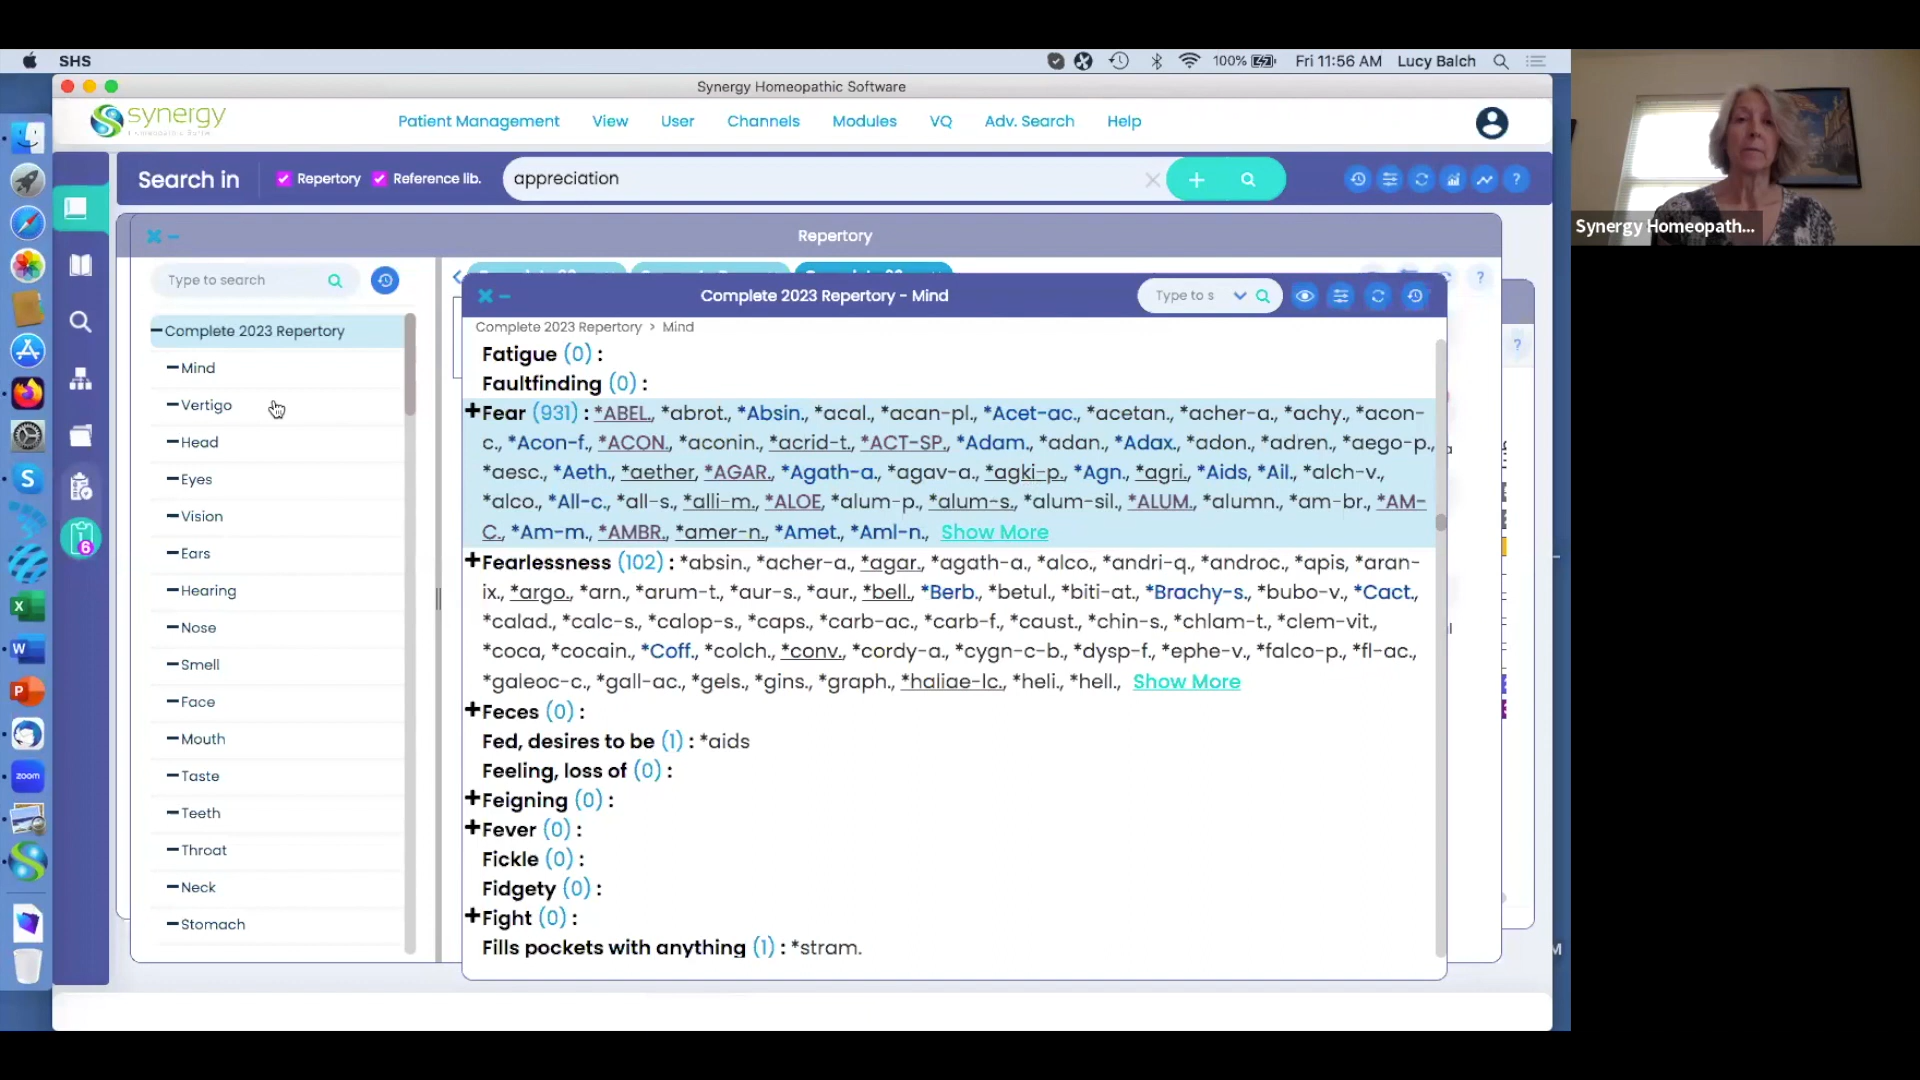 SHS
100%
Fri 11:56 AM
Lucy Balch
Synergy Homeopathic Software
synergy
Patient Management
View
User
Channels
Modules
VQ
Adv. Search
Help
Search in
Repertory
Reference lib.
appreciation
?
Synergy Homeopath...
Repertory
Type to search
Complete 2023 Repertory
Mind
Vertigo
Head
Eyes
Vision
Ears
Hearing
Nose
Smell
Face
Mouth
Taste
Teeth
Throat
Neck
Stomach
Complete 2023 Repertory - Mind
Type to s
Complete 2023 Repertory > Mind
Fatigue (0) :
Faultfinding (0) :
Fear (931) : *ABEL., *abrot., *Absin., *acal., *acan-pl., *Acet-ac., *acetan., *acher-a., *achy., *acon-
c., *Acon-f., *ACON., *aconin., *acrid-t., *ACT-SP., *Adam., *adan., *Adax., *adon., *adren., *aego-p.,
*aesc., *Aeth., *aether, *AGAR., *Agath-a., *agav-a., *agki-p., *Agn., *agri., *Aids, *Ail., *alch-v.,
*alco., *All-c., *all-s., *alli-m., *ALOE, *alum-p., *alum-s., *alum-sil., *ALUM., *alumn., *am-br., *AM-
C., *Am-m., *AMBR., *amer-n., *Amet., *Aml-n., Show More
Fearlessness (102) : *absin., *acher-a., *agar., *agath-a., *alco., *andri-q., *androc., *apis, *aran-
ix., *argo., *arn., *arum-t., *aur-s., *aur., *bell., *Berb., *betul., *biti-at., *Brachy-s., *bubo-v., *Cact.,
*calad., *calc-s., *calop-s., *caps., *carb-ac., *carb-f., *caust., *chin-s., *chlam-t., *clem-vit.,
*coca, *cocain., *Coff., *colch., *conv., *cordy-a., *cygn-c-b., *dysp-f., *ephe-v., *falco-p., *fl-ac.,
*galeoc-c., *gall-ac., *gels., *gins., *graph., *haliae-lc., *heli., *hell., Show More
Feces (0) :
Fed, desires to be (1) : *aids
Feeling, loss of (0) :
Feigning (0) :
Fever (0) :
Fickle (0) :
Fidgety (0) :
Fight (0) :
Fills pockets with anything (1) : *stram.
zoom
6